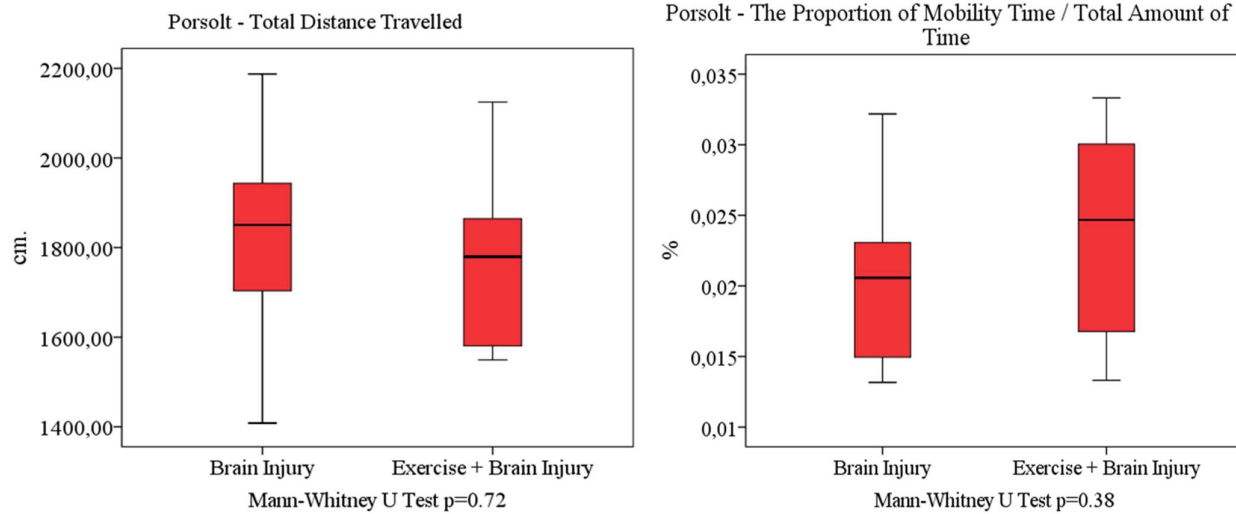 Porsolt - Total Distance Travelled
cm.
2200,00
2000,00
1800,00
1600,00
1400,00
Brain Injury
Exercise + Brain Injury
Mann-Whitney U Test p=0.72
Porsolt - The Proportion of Mobility Time / Total Amount of
Time
%
0,035
0,03
0,025
0,02
0,015
0,01
Brain Injury
Exercise + Brain Injury
Mann-Whitney U Test p=0.38